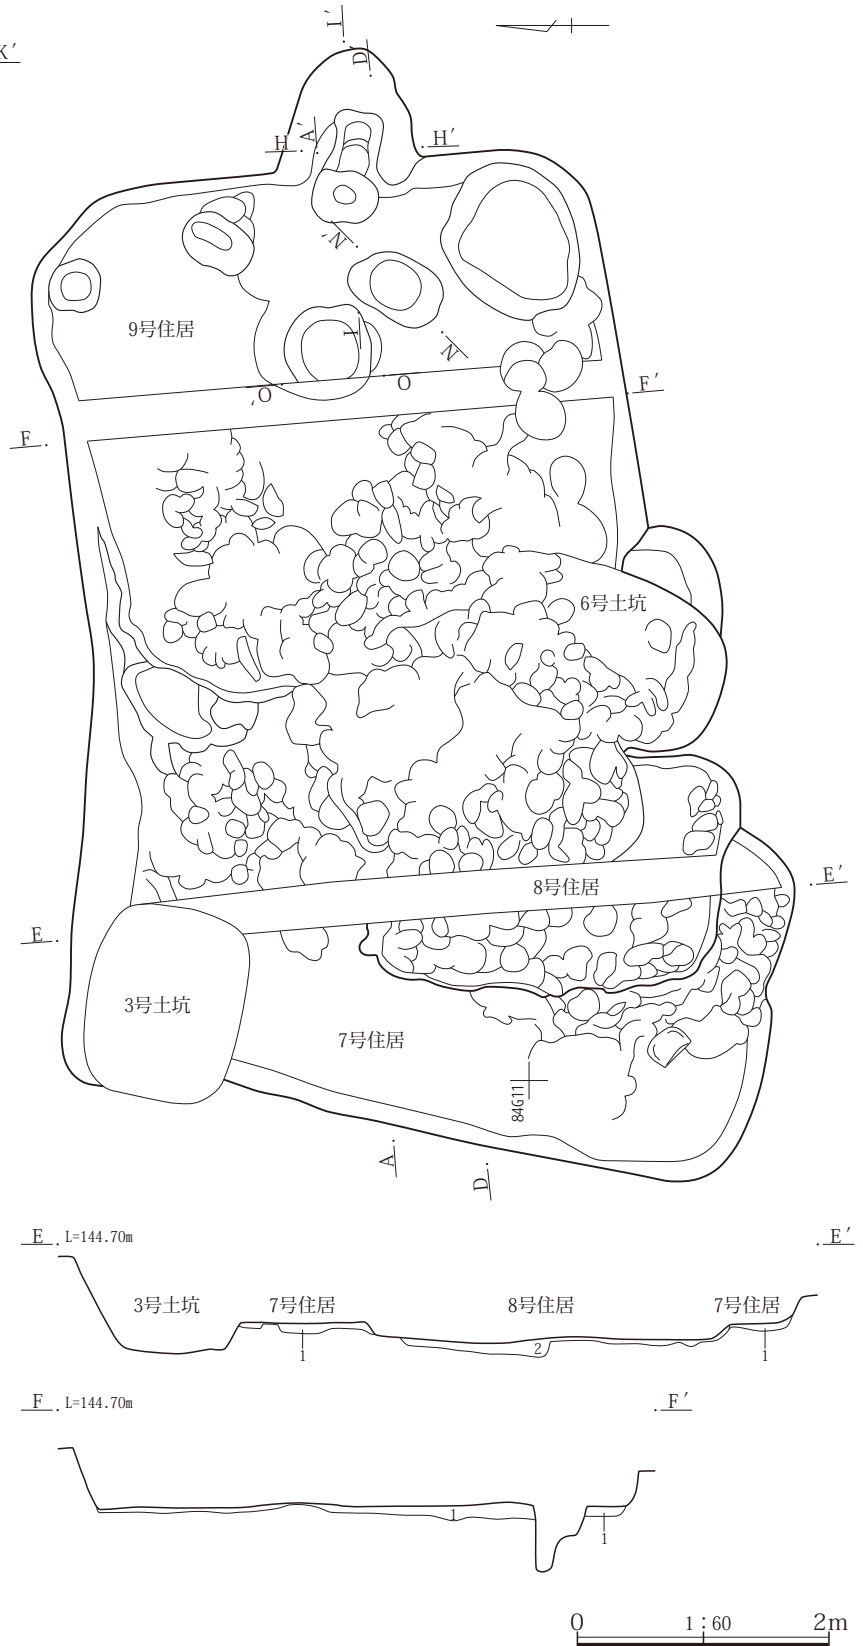 I′
K′
D′
H
A′
H′
N′
9号住居
I
N
O′
O
F′
F
6号土坑
8号住居
E′
E
3号土坑
7号住居
84G11
A
D
E L=144.70m E′
3号土坑 7号住居 8号住居 7号住居
1 2 1
F L=144.70m F′
1
1
0 1:60 2m